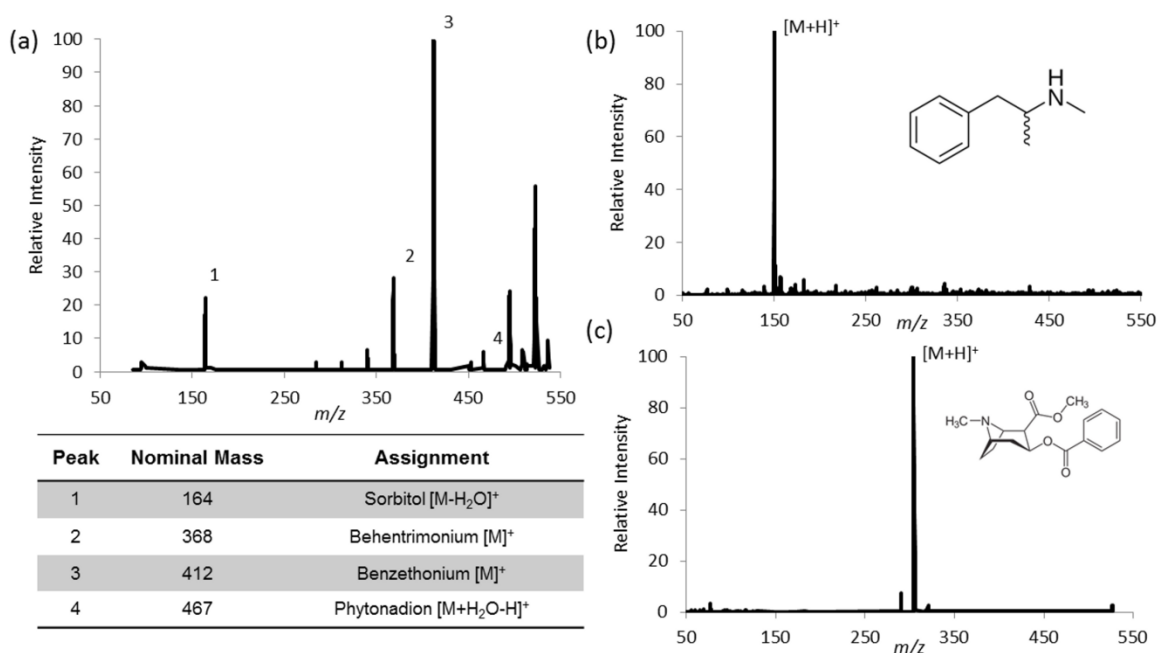 (a)
3
100
90
80
70
60
50
40
30
20
10
0
Relative Intensity
1
2
4
50
150
250
350
450
550
m/z
Peak Nominal Mass Assignment
1 164 Sorbitol [M-H₂O]⁺
2 368 Behentrimonium [M]⁺
3 412 Benzethonium [M]⁺
4 467 Phytonadion [M+H₂O-H]⁺
(b)
[M+H]⁺
100
80
60
40
20
0
Relative Intensity
H
N
50
150
250
350
450
550
m/z
(c)
[M+H]⁺
100
80
60
40
20
0
Relative Intensity
H₃C
N
O
O
CH₃
O
O
50
150
250
350
450
550
m/z